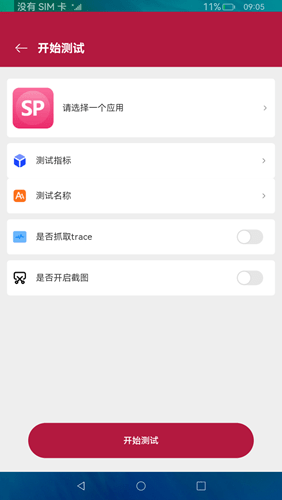 没有 SIM 卡
11%
09:05
开始测试
SP
请选择一个应用
测试指标
测试名称
是否抓取trace
是否开启截图
开始测试